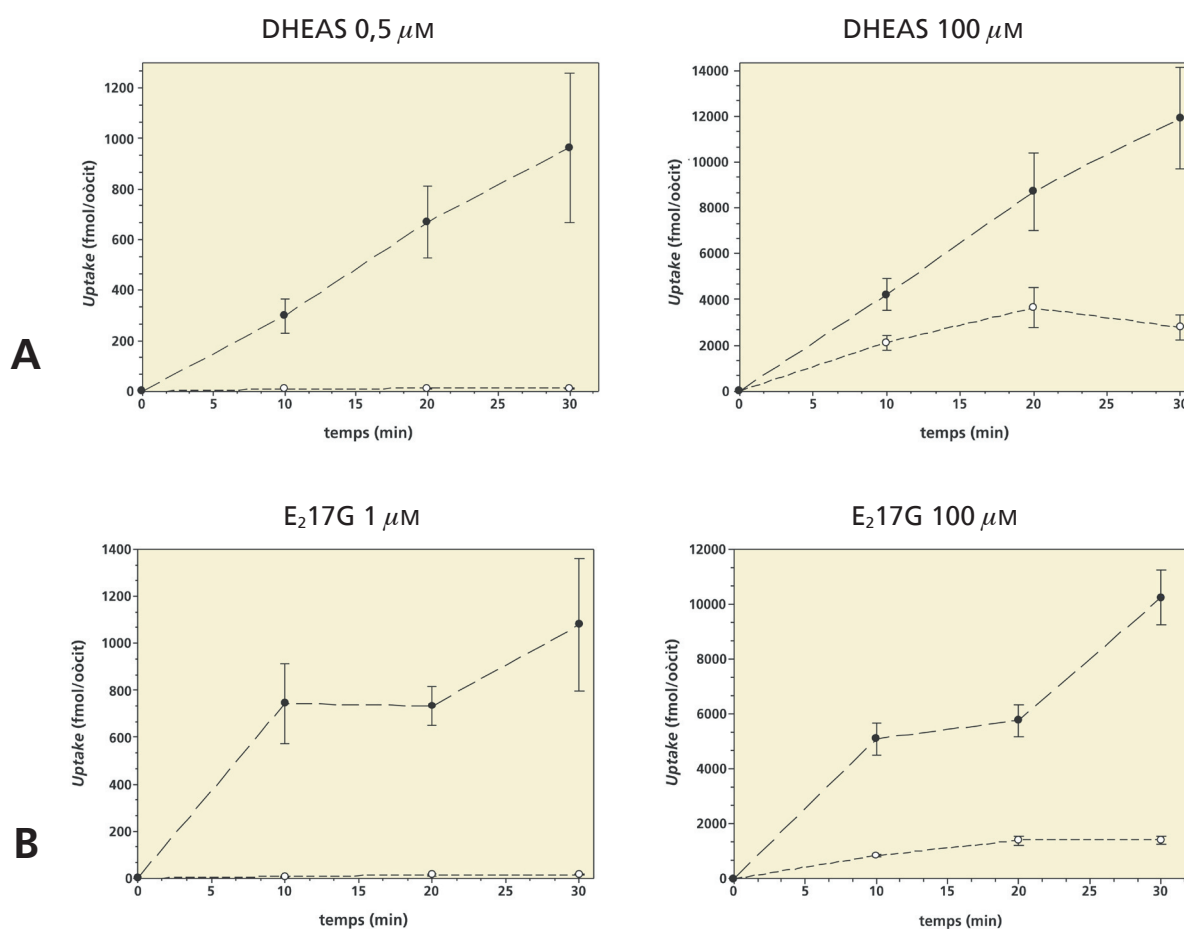 DHEAS 0,5 μM
Uptake (fmol/oòcit)
1200
1000
800
600
400
200
0
0 5 10 15 20 25 30
temps (min)
DHEAS 100 μM
Uptake (fmol/oòcit)
14000
12000
10000
8000
6000
4000
2000
0
0 5 10 15 20 25 30
temps (min)
A
E₂17G 1 μM
Uptake (fmol/oòcit)
1400
1200
1000
800
600
400
200
0
0 5 10 15 20 25 30
temps (min)
E₂17G 100 μM
Uptake (fmol/oòcit)
12000
10000
8000
6000
4000
2000
0
0 5 10 15 20 25 30
temps (min)
B